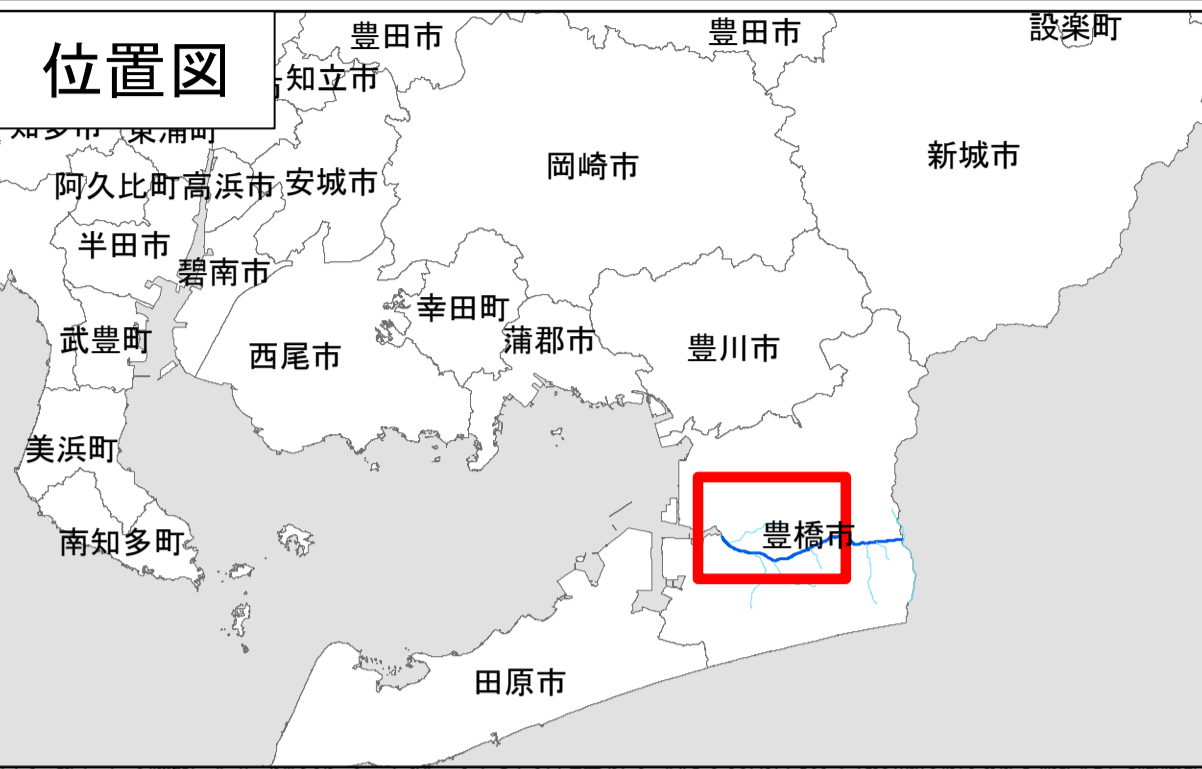 位置図
豊田市
豊田市
設楽町
知立市
知多市
東浦町
岡崎市
新城市
阿久比町
高浜市
安城市
半田市
碧南市
幸田町
武豊町
西尾市
蒲郡市
豊川市
美浜町
南知多町
豊橋市
田原市